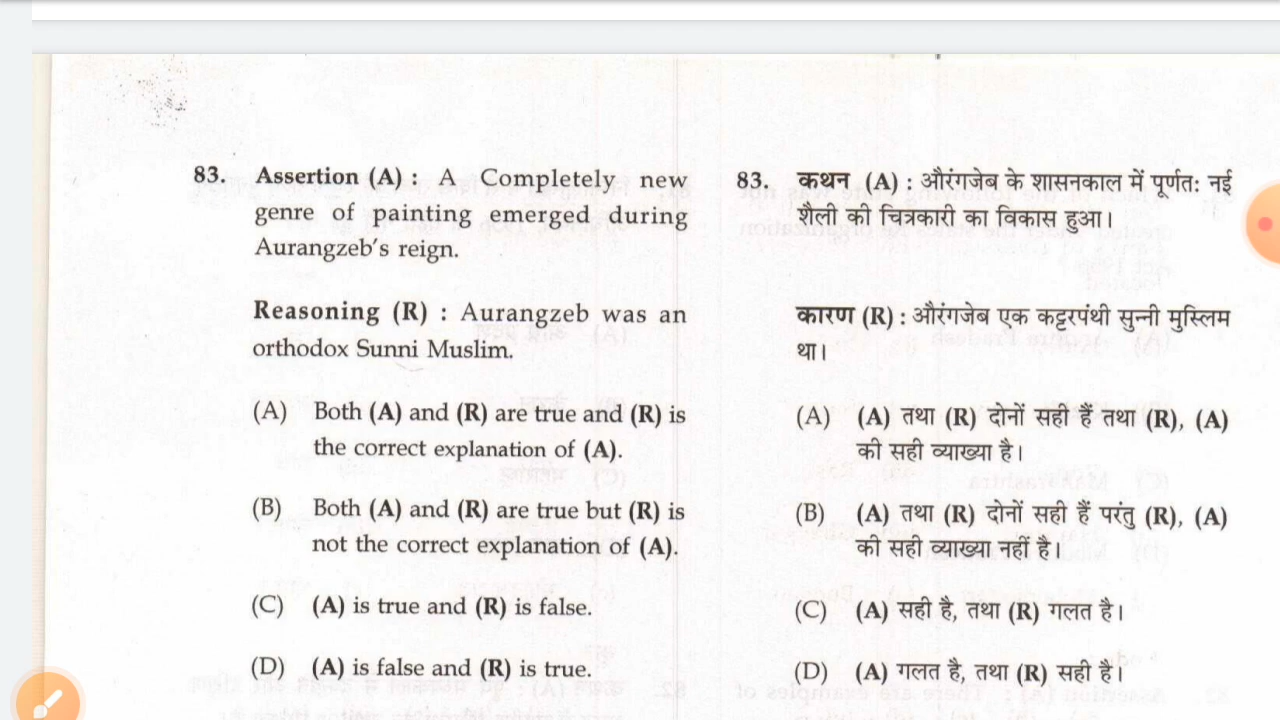 83. Assertion (A) : A Completely new
genre of painting emerged during
Aurangzeb's reign.
Reasoning (R) : Aurangzeb was an
orthodox Sunni Muslim.
(A) Both (A) and (R) are true and (R) is
the correct explanation of (A).
(B) Both (A) and (R) are true but (R) is
not the correct explanation of (A).
(C) (A) is true and (R) is false.
(D) (A) is false and (R) is true.
83. कथन (A) : औरंगजेब के शासनकाल में पूर्णत: नई
शैली की चित्रकारी का विकास हुआ।
कारण (R) : औरंगजेब एक कट्टरपंथी सुन्नी मुस्लिम
था।
(A) (A) तथा (R) दोनों सही हैं तथा (R), (A)
की सही व्याख्या है।
(B) (A) तथा (R) दोनों सही हैं परंतु (R), (A)
की सही व्याख्या नहीं है।
(C) (A) सही है, तथा (R) गलत है।
(D) (A) गलत है, तथा (R) सही है।